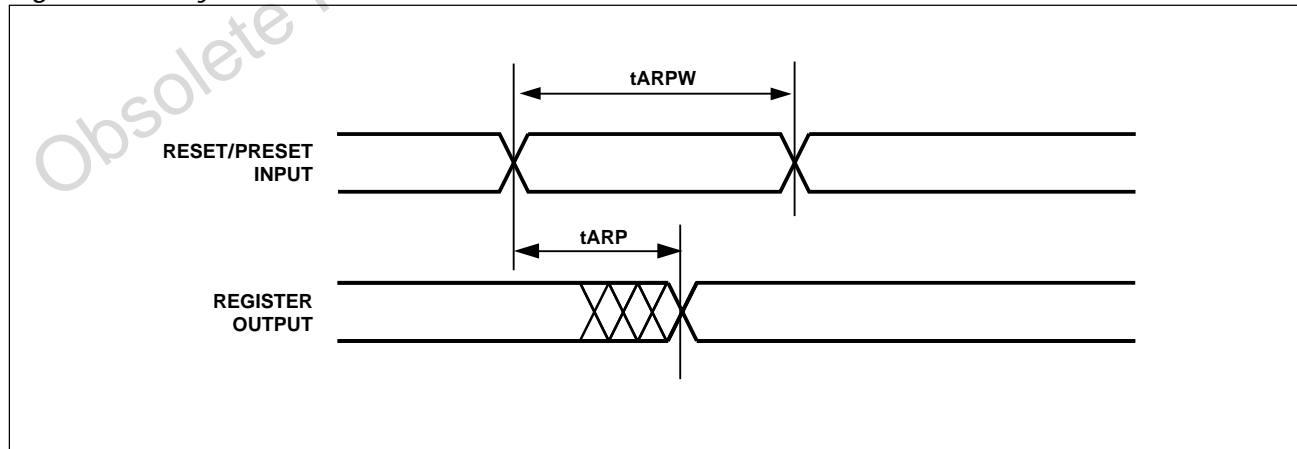 Obsolete
tARPW
RESET/PRESET
INPUT
tARP
REGISTER
OUTPUT